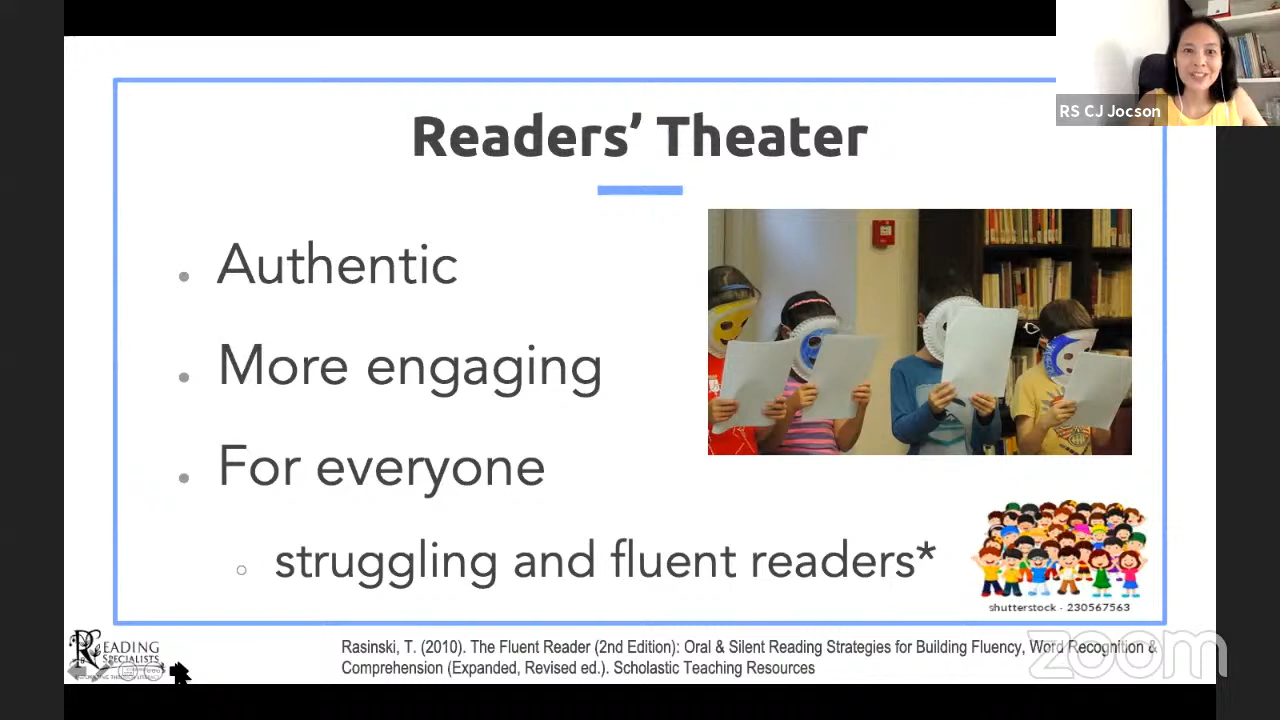 Readers' Theater
RS CJ Jocson
Authentic
More engaging
For everyone
struggling and fluent readers*
shutterstock · 230567563
READING
SPECIALISTS
Rasinski, T. (2010). The Fluent Reader (2nd Edition): Oral & Silent Reading Strategies for Building Fluency, Word Recognition &
Comprehension (Expanded, Revised ed.). Scholastic Teaching Resources
zoom